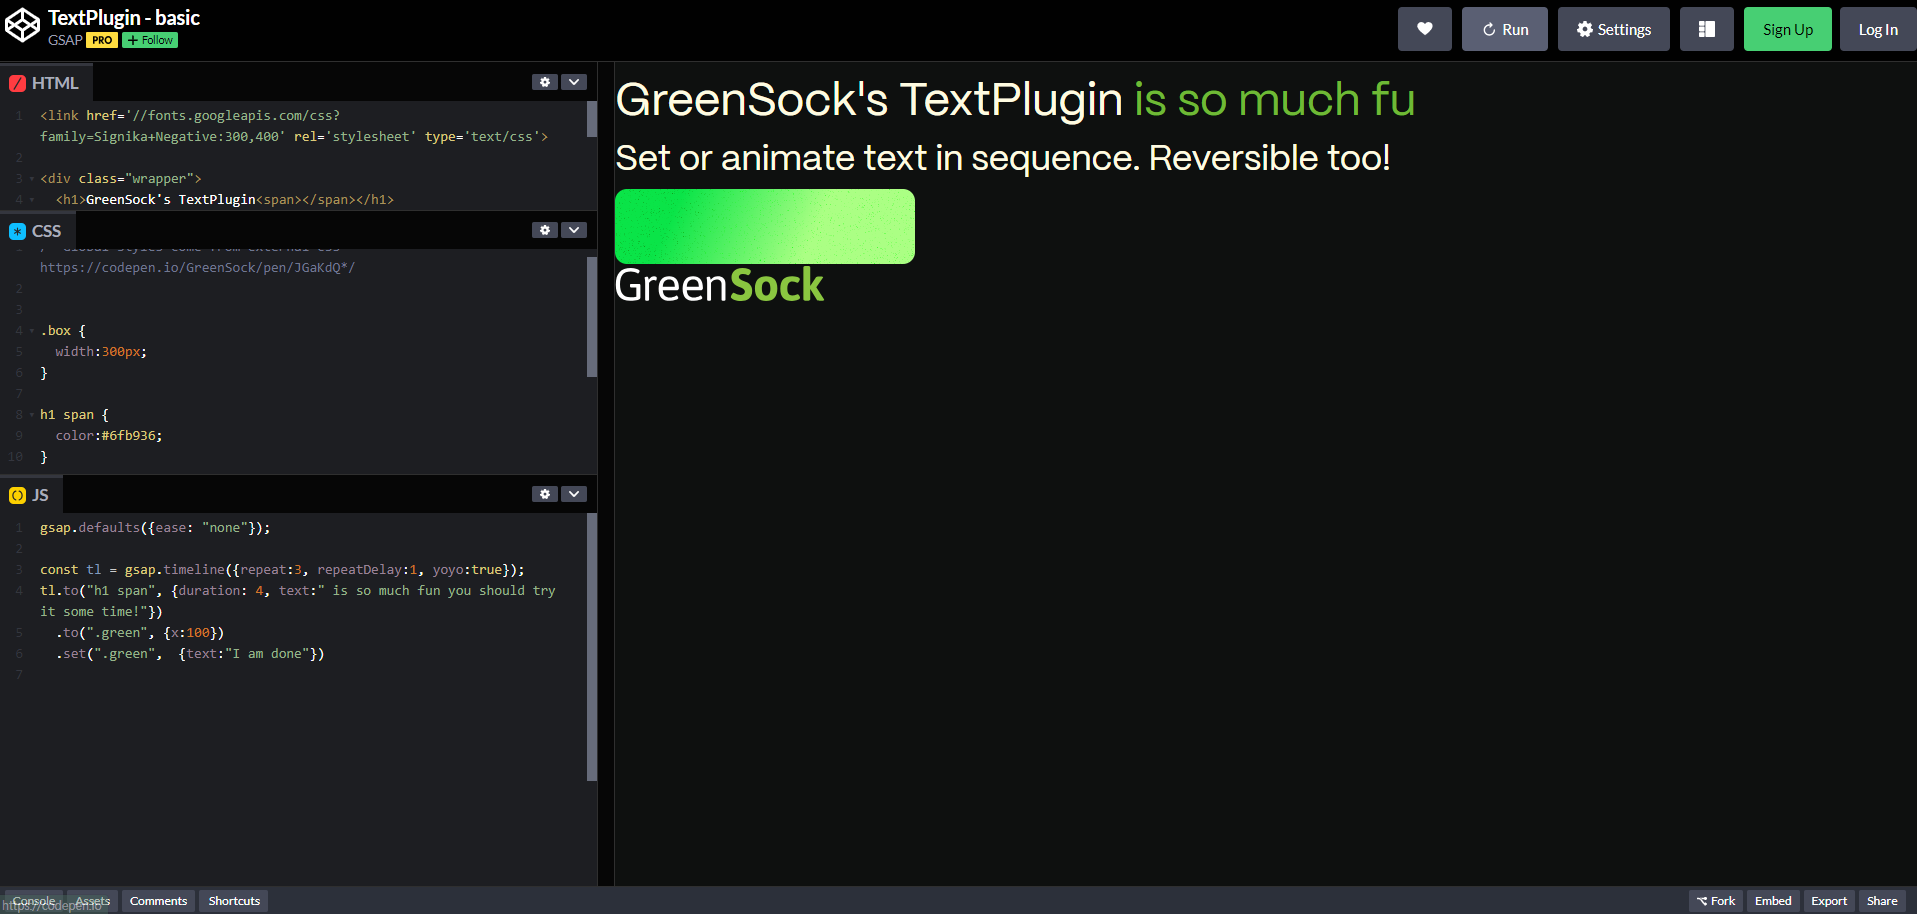 TextPlugin - basic
GSAP PRO + Follow
Run
Settings
Sign Up
Log In
HTML
1 <link href='//fonts.googleapis.com/css?
family=Signika+Negative:300,400' rel='stylesheet' type='text/css'>
2
3 <div class="wrapper">
4 <h1>GreenSock's TextPlugin<span></span></h1>
CSS
https://codepen.io/GreenSock/pen/JGaKdQ*/
2
3
4 .box {
5 width:300px;
6 }
7
8 h1 span {
9 color:#6fb936;
10 }
JS
1 gsap.defaults({ease: "none"});
2
3 const tl = gsap.timeline({repeat:3, repeatDelay:1, yoyo:true});
4 tl.to("h1 span", {duration: 4, text:" is so much fun you should try
it some time!"})
5 .to(".green", {x:100})
6 .set(".green",  {text:"I am done"})
7
GreenSock's TextPlugin is so much fu
Set or animate text in sequence. Reversible too!
GreenSock
Console
Assets
Comments
Shortcuts
https://codepen.io
Fork
Embed
Export
Share